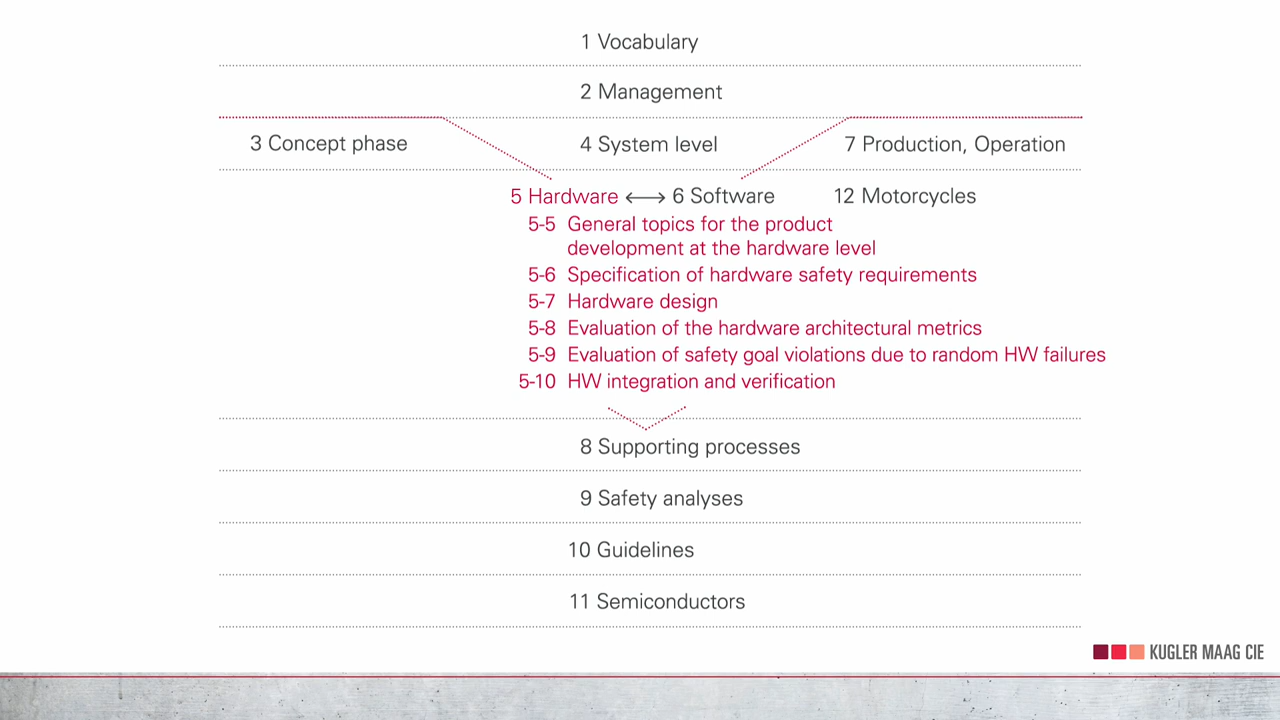 1 Vocabulary
2 Management
3 Concept phase
4 System level
7 Production, Operation
5 Hardware ⟷ 6 Software
12 Motorcycles
5-5 General topics for the product
development at the hardware level
5-6 Specification of hardware safety requirements
5-7 Hardware design
5-8 Evaluation of the hardware architectural metrics
5-9 Evaluation of safety goal violations due to random HW failures
5-10 HW integration and verification
8 Supporting processes
9 Safety analyses
10 Guidelines
11 Semiconductors
KUGLER MAAG CIE